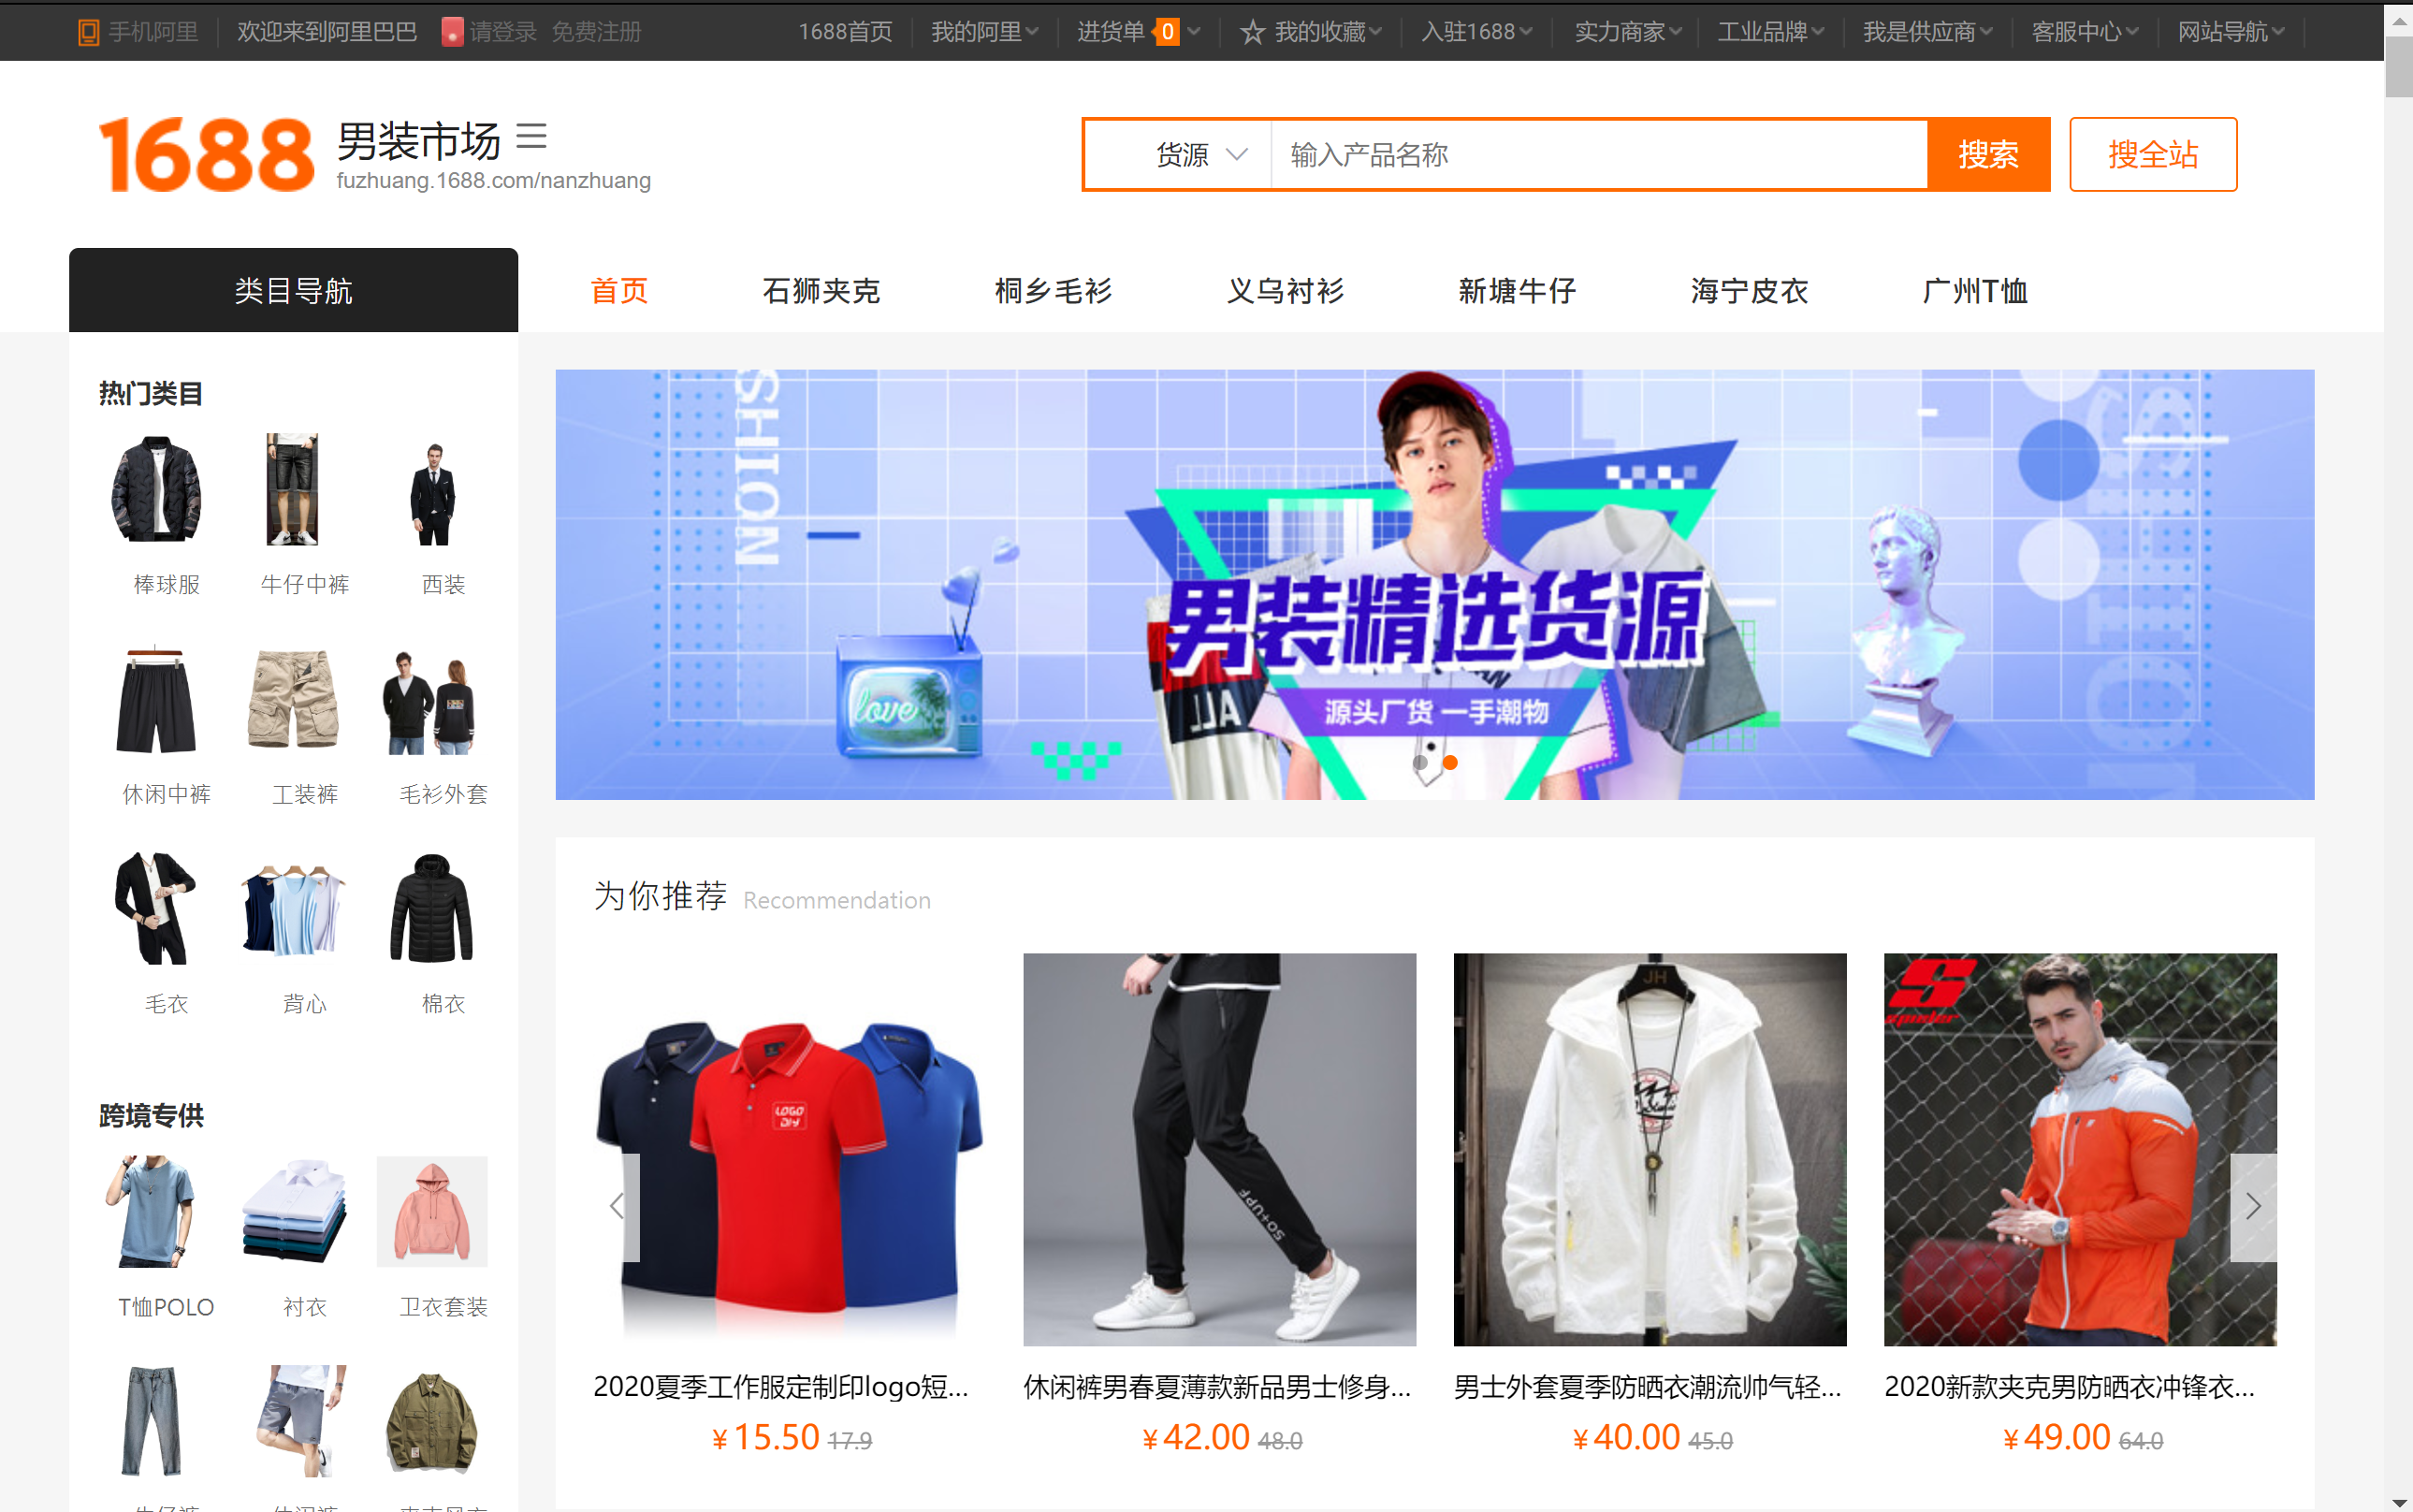 手机阿里 欢迎来到阿里巴巴 请登录 免费注册 1688首页 我的阿里 进货单 0 我的收藏 入驻1688 实力商家 工业品牌 我是供应商 客服中心 网站导航
1688 男装市场
fuzhuang.1688.com/nanzhuang
货源 输入产品名称 搜索 搜全站
类目导航 首页 石狮夹克 桐乡毛衫 义乌衬衫 新塘牛仔 海宁皮衣 广州T恤
热门类目
棒球服 牛仔中裤 西装
休闲中裤 工装裤 毛衫外套
毛衣 背心 棉衣
跨境专供
T恤POLO 衬衣 卫衣套装
SHION
love
ALL
男装精选货源
源头厂货 一手潮物
为你推荐 Recommendation
LOGO
DIY
SO+UPF
JH
S
spider
2020夏季工作服定制印logo短...
¥15.50 17.9
休闲裤男春夏薄款新品男士修身...
¥42.00 48.0
男士外套夏季防晒衣潮流帅气轻...
¥40.00 45.0
2020新款夹克男防晒衣冲锋衣...
¥49.00 64.0